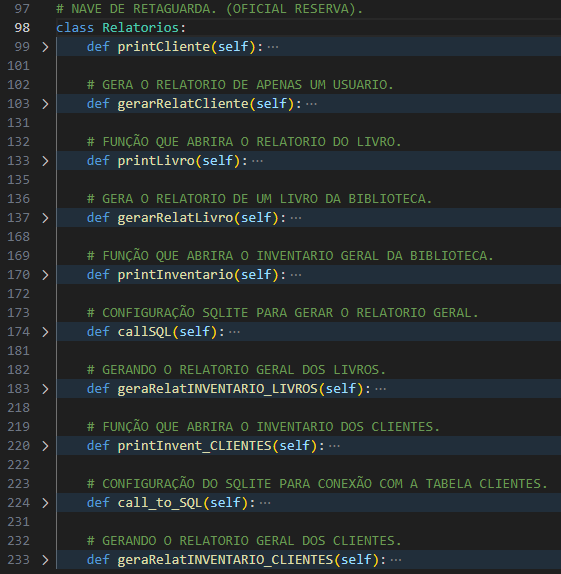 97 # NAVE DE RETAGUARDA. (OFICIAL RESERVA).
98 class Relatorios:
99 > def printCliente(self): ···
101
102 # GERA O RELATORIO DE APENAS UM USUARIO.
103 > def gerarRelatCliente(self): ···
131
132 # FUNÇÃO QUE ABRIRA O RELATORIO DO LIVRO.
133 > def printLivro(self): ···
135
136 # GERA O RELATORIO DE UM LIVRO DA BIBLIOTECA.
137 > def gerarRelatLivro(self): ···
168
169 # FUNÇÃO QUE ABRIRA O INVENTARIO GERAL DA BIBLIOTECA.
170 > def printInventario(self): ···
172
173 # CONFIGURAÇÃO SQLITE PARA GERAR O RELATORIO GERAL.
174 > def callSQL(self): ···
181
182 # GERANDO O RELATORIO GERAL DOS LIVROS.
183 > def geraRelatINVENTARIO_LIVROS(self): ···
218
219 # FUNÇÃO QUE ABRIRA O INVENTARIO DOS CLIENTES.
220 > def printInvent_CLIENTES(self): ···
222
223 # CONFIGURAÇÃO DO SQLITE PARA CONEXÃO COM A TABELA CLIENTES.
224 > def call_to_SQL(self): ···
231
232 # GERANDO O RELATORIO GERAL DOS CLIENTES.
233 > def geraRelatINVENTARIO_CLIENTES(self): ···